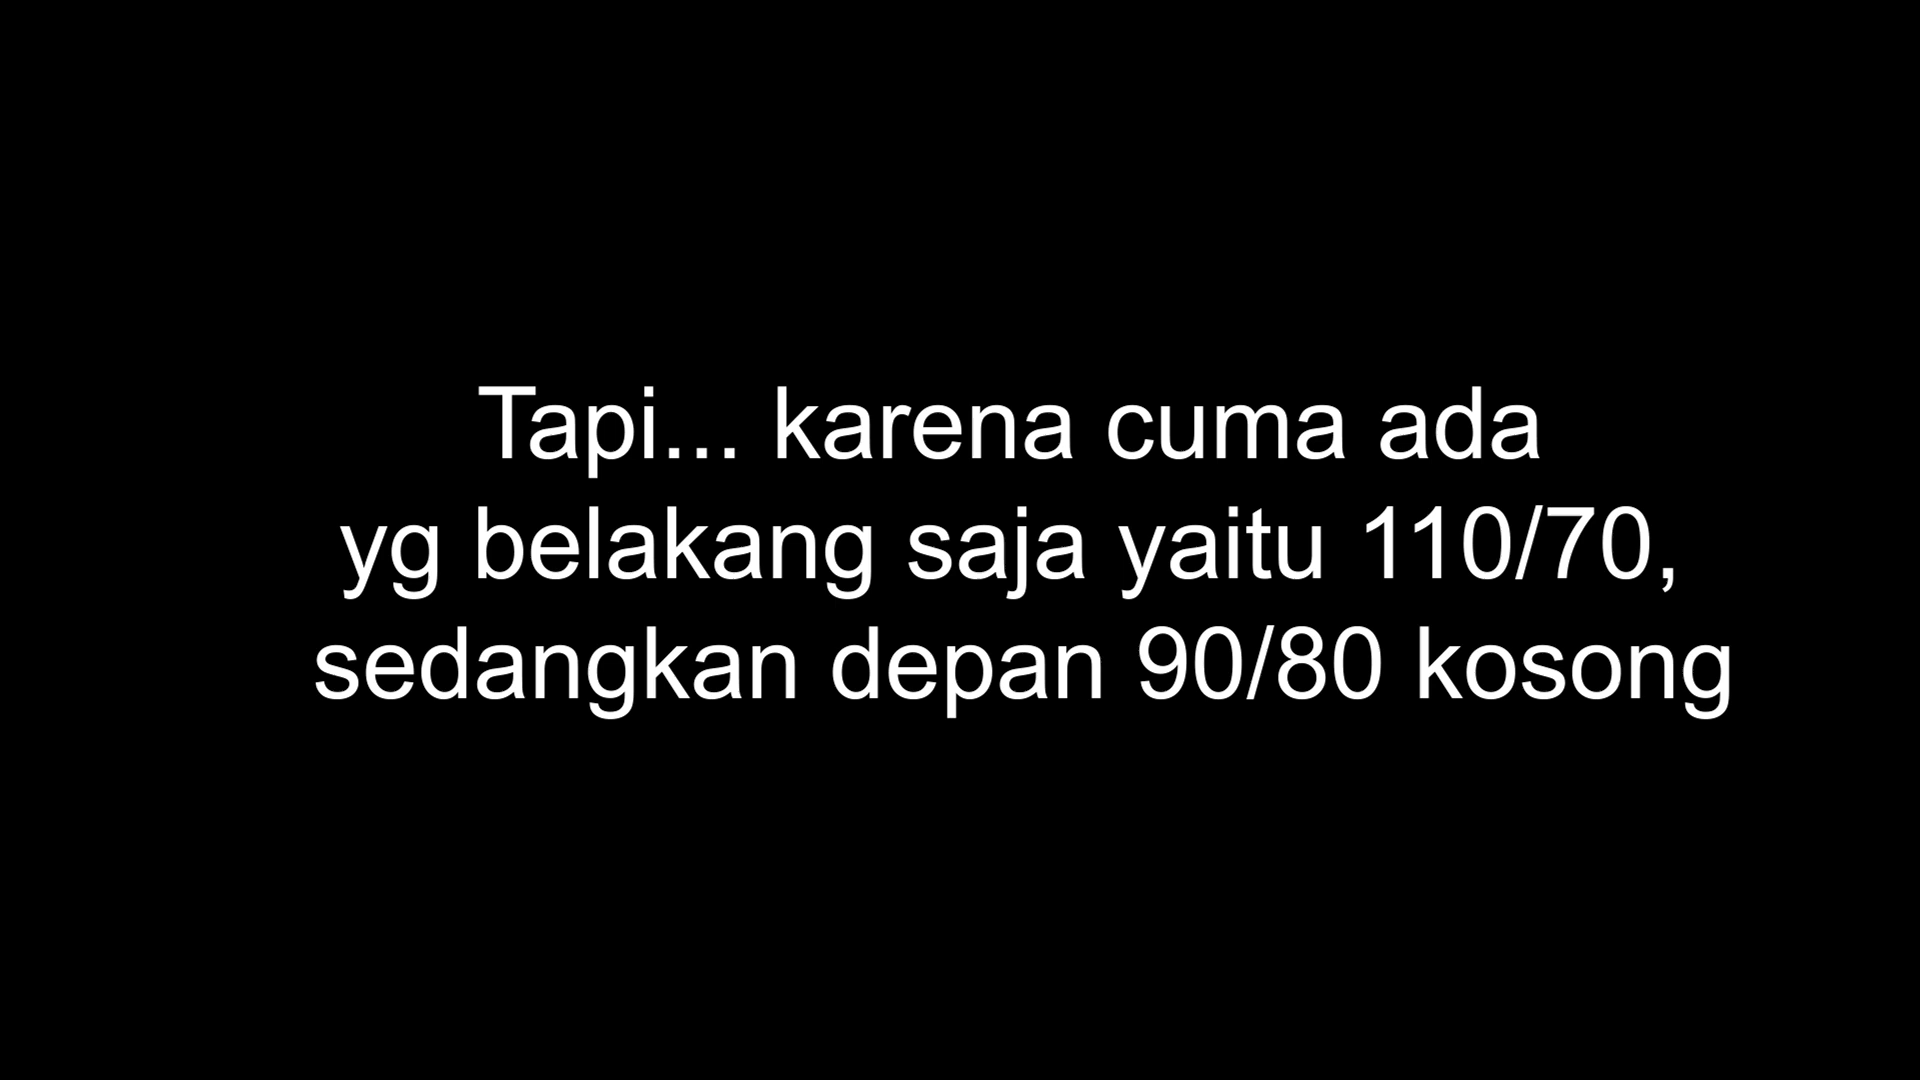 Tapi... karena cuma ada
yg belakang saja yaitu 110/70,
sedangkan depan 90/80 kosong